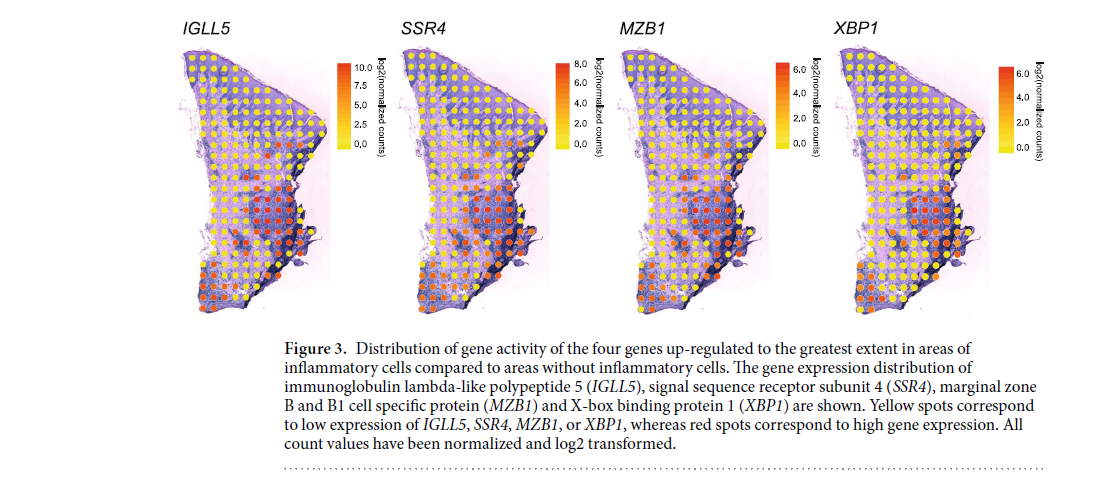 IGLL5 SSR4 MZB1 XBP1
10.0 8,0 6.0 6.0
7.5 6.0 4.0 4.0
5.0 4.0 2.0 2.0
2.5 2.0 0.0 0.0
0,0 0,0
log2(normalized counts) log2(normalized counts) log2(normalized counts) log2(normalized counts)
Figure 3. Distribution of gene activity of the four genes up-regulated to the greatest extent in areas of
inflammatory cells compared to areas without inflammatory cells. The gene expression distribution of
immunoglobulin lambda-like polypeptide 5 (IGLL5), signal sequence receptor subunit 4 (SSR4), marginal zone
B and B1 cell specific protein (MZB1) and X-box binding protein 1 (XBP1) are shown. Yellow spots correspond
to low expression of IGLL5, SSR4, MZB1, or XBP1, whereas red spots correspond to high gene expression. All
count values have been normalized and log2 transformed.